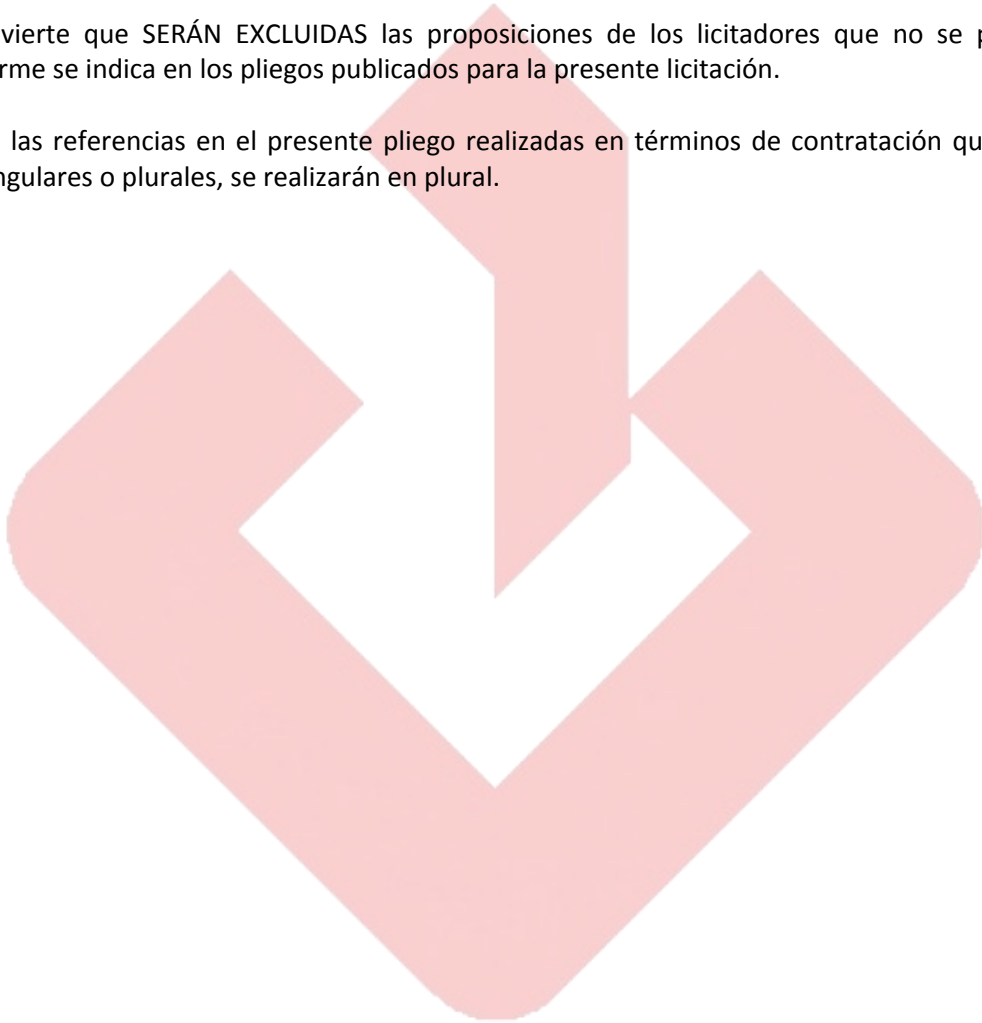 vierte que SERÁN EXCLUIDAS las proposiciones de los licitadores que no se
rme se indica en los pliegos publicados para la presente licitación.
las referencias en el presente pliego realizadas en términos de contratación qu
ngulares o plurales, se realizarán en plural.